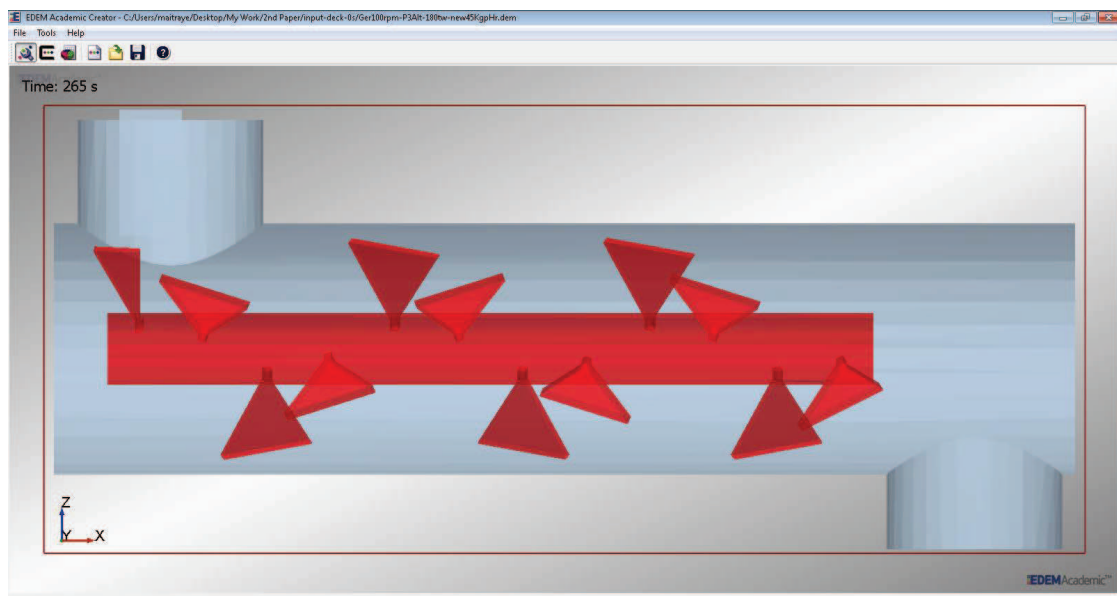 EDEM Academic Creator - C:/Users/maitraye/Desktop/My Work/2nd Paper/input-deck-0s/Ger100rpm-P3Alt-180tw-new45KgpHr.dem
File Tools Help
Time: 265 s
Z
Y X
EDEMAcademic™